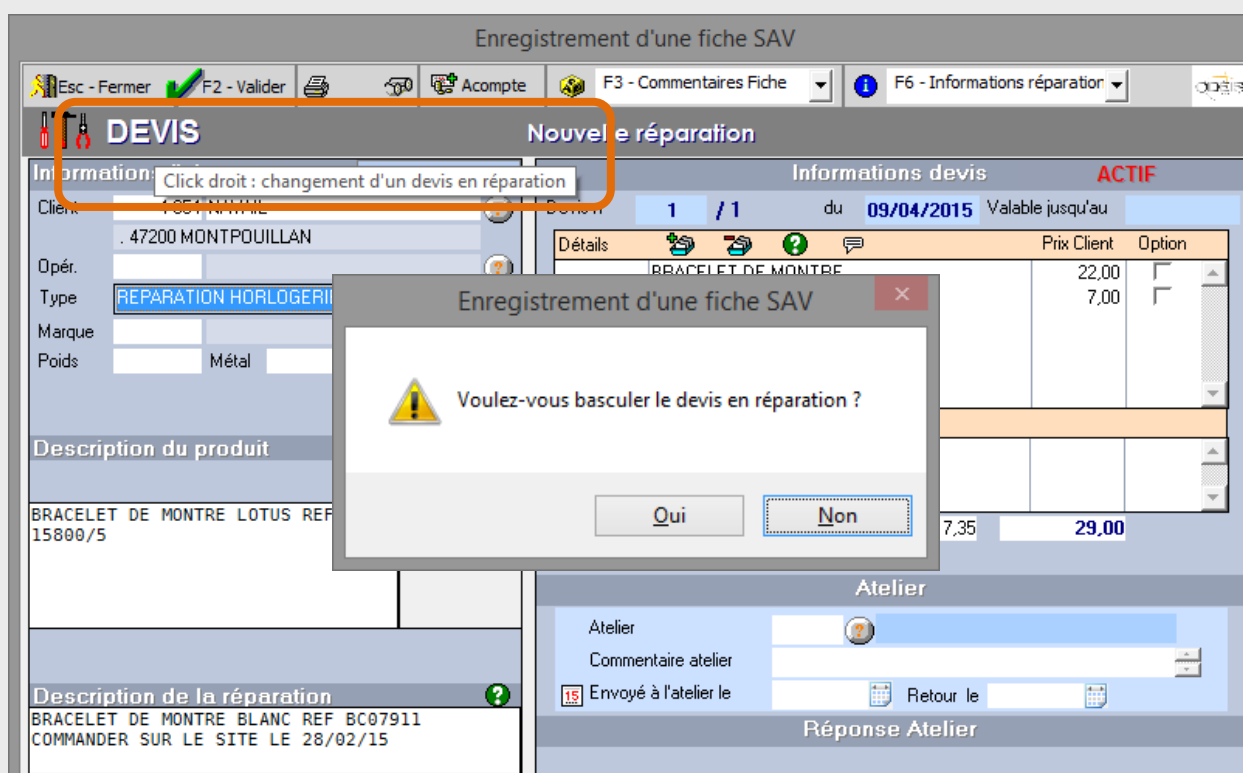 Enregistrement d'une fiche SAV
Esc - Fermer
F2 - Valider
Acompte
F3 - Commentaires Fiche
F6 - Informations réparation
DEVIS
Nouvelle réparation
Click droit : changement d'un devis en réparation
Informations devis
ACTIF
Client
1 / 1
du
09/04/2015
Valable jusqu'au
. 47200 MONTPOUILLAN
Détails
Prix Client
Option
BRACELET DE MONTRE
22,00
Opér.
Type
REPARATION HORLOGERIE
7,00
Marque
Poids
Métal
Enregistrement d'une fiche SAV
Voulez-vous basculer le devis en réparation ?
Oui
Non
Description du produit
BRACELET DE MONTRE LOTUS REF
15800/5
7,35
29,00
Atelier
Atelier
Commentaire atelier
15
Envoyé à l'atelier le
Retour le
Description de la réparation
BRACELET DE MONTRE BLANC REF BC07911
COMMANDER SUR LE SITE LE 28/02/15
Réponse Atelier